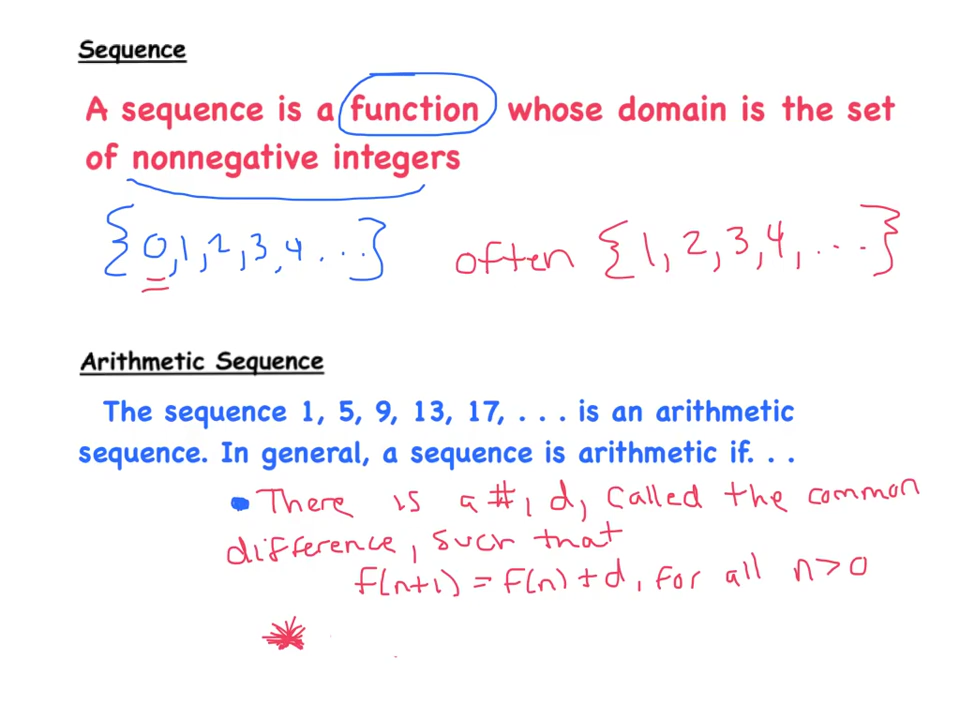 Sequence
A sequence is a function whose domain is the set
of nonnegative integers
{0,1,2,3,4...} often {1,2,3,4,...}
Arithmetic Sequence
The sequence 1, 5, 9, 13, 17, . . . is an arithmetic
sequence. In general, a sequence is arithmetic if. . .
• There is a #, d, called the common
difference, such that
f(n+1) = f(n) + d, for all n>0